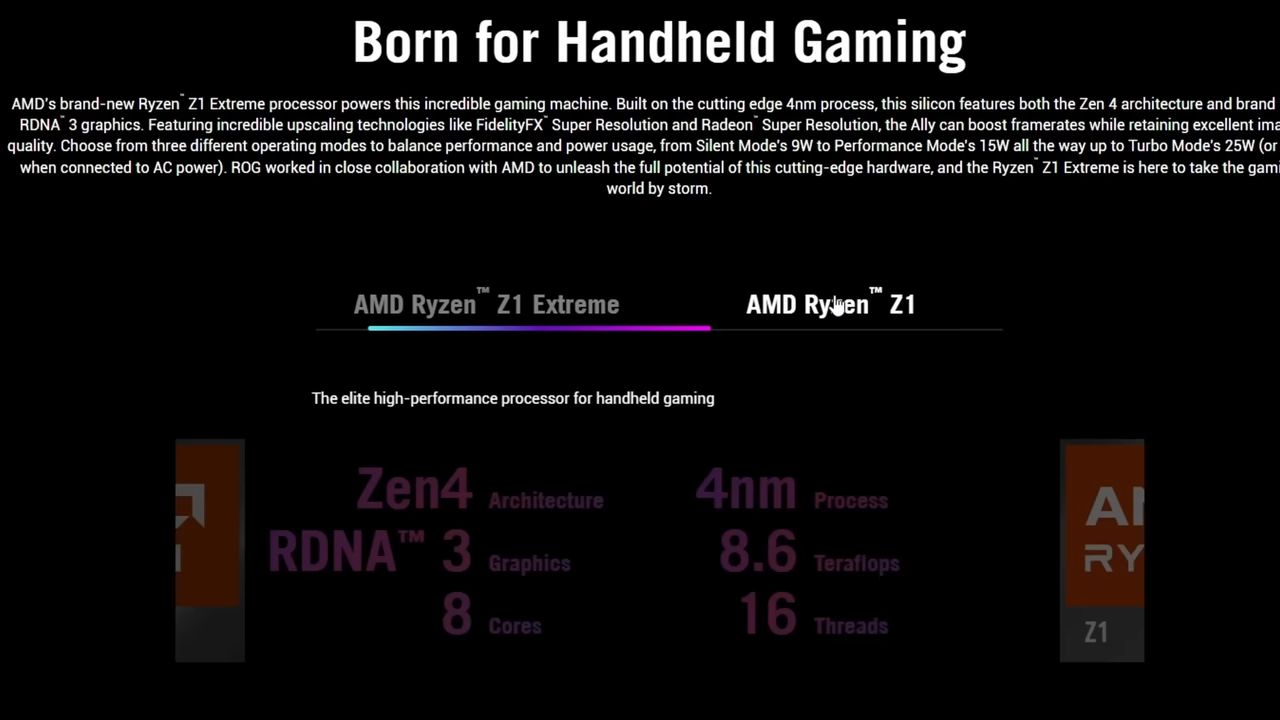 Born for Handheld Gaming
AMD's brand-new Ryzen™ Z1 Extreme processor powers this incredible gaming machine. Built on the cutting edge 4nm process, this silicon features both the Zen 4 architecture and brand
RDNA™ 3 graphics. Featuring incredible upscaling technologies like FidelityFX™ Super Resolution and Radeon™ Super Resolution, the Ally can boost framerates while retaining excellent ima
quality. Choose from three different operating modes to balance performance and power usage, from Silent Mode's 9W to Performance Mode's 15W all the way up to Turbo Mode's 25W (or
when connected to AC power). ROG worked in close collaboration with AMD to unleash the full potential of this cutting-edge hardware, and the Ryzen™ Z1 Extreme is here to take the gami
world by storm.
AMD Ryzen™ Z1 Extreme
AMD Ryzen™ Z1
The elite high-performance processor for handheld gaming
Zen4 Architecture
4nm Process
RDNA™ 3 Graphics
8.6 Teraflops
8 Cores
16 Threads
RY
Z1